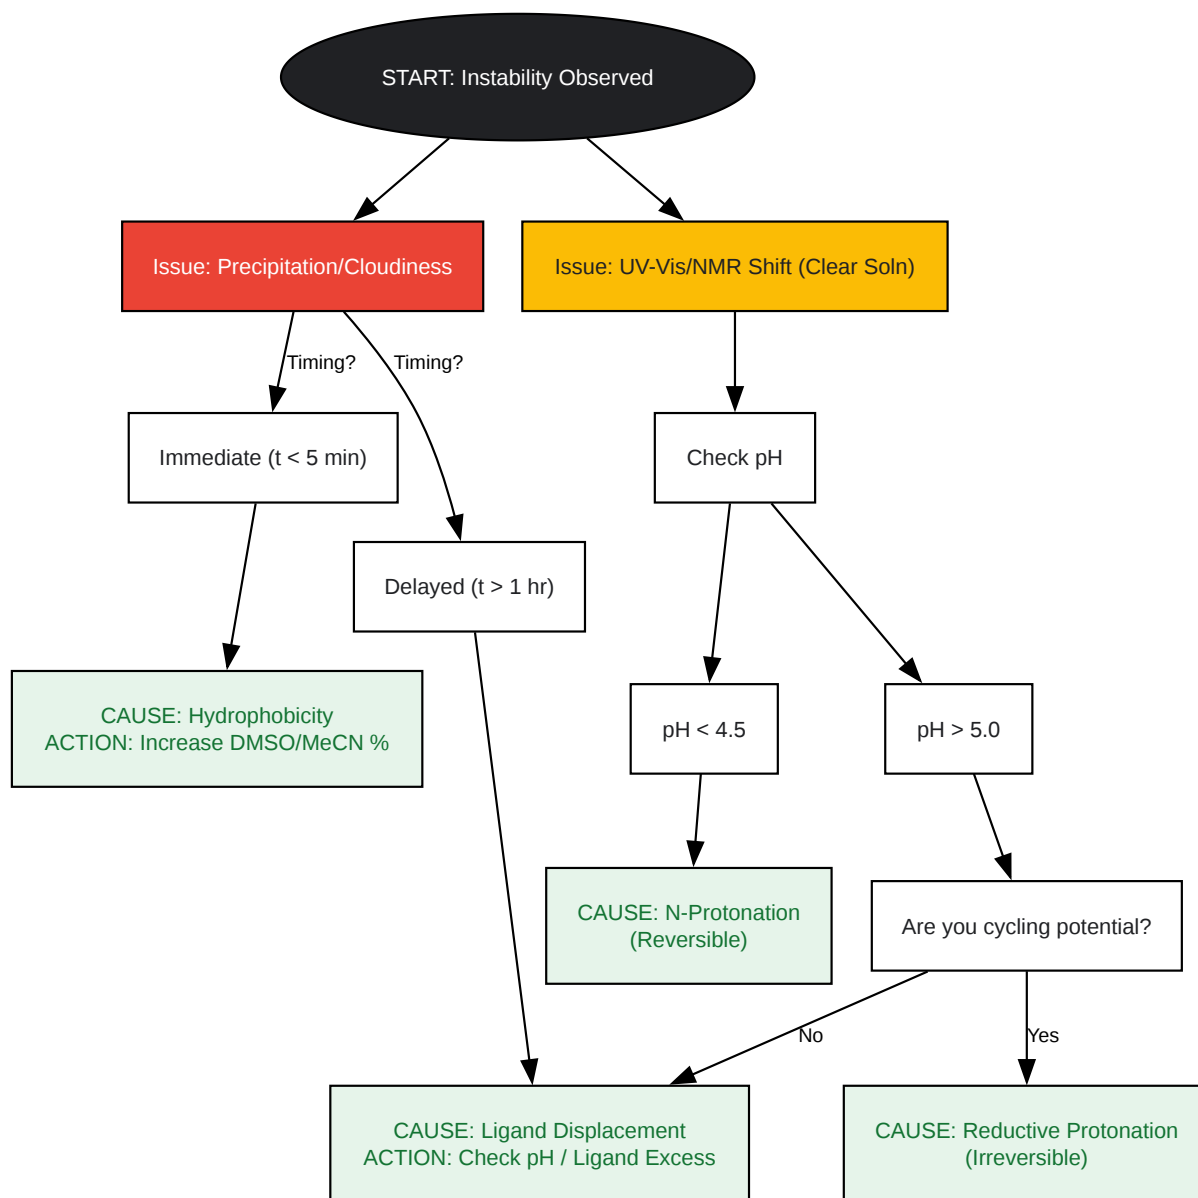 START: Instability Observed
Issue: Precipitation/Cloudiness
Issue: UV-Vis/NMR Shift (Clear Soln)
Timing?
Timing?
Immediate (t < 5 min)
Check pH
Delayed (t > 1 hr)
CAUSE: Hydrophobicity
ACTION: Increase DMSO/MeCN %
pH < 4.5
pH > 5.0
CAUSE: N-Protonation
(Reversible)
Are you cycling potential?
No
Yes
CAUSE: Ligand Displacement
ACTION: Check pH / Ligand Excess
CAUSE: Reductive Protonation
(Irreversible)